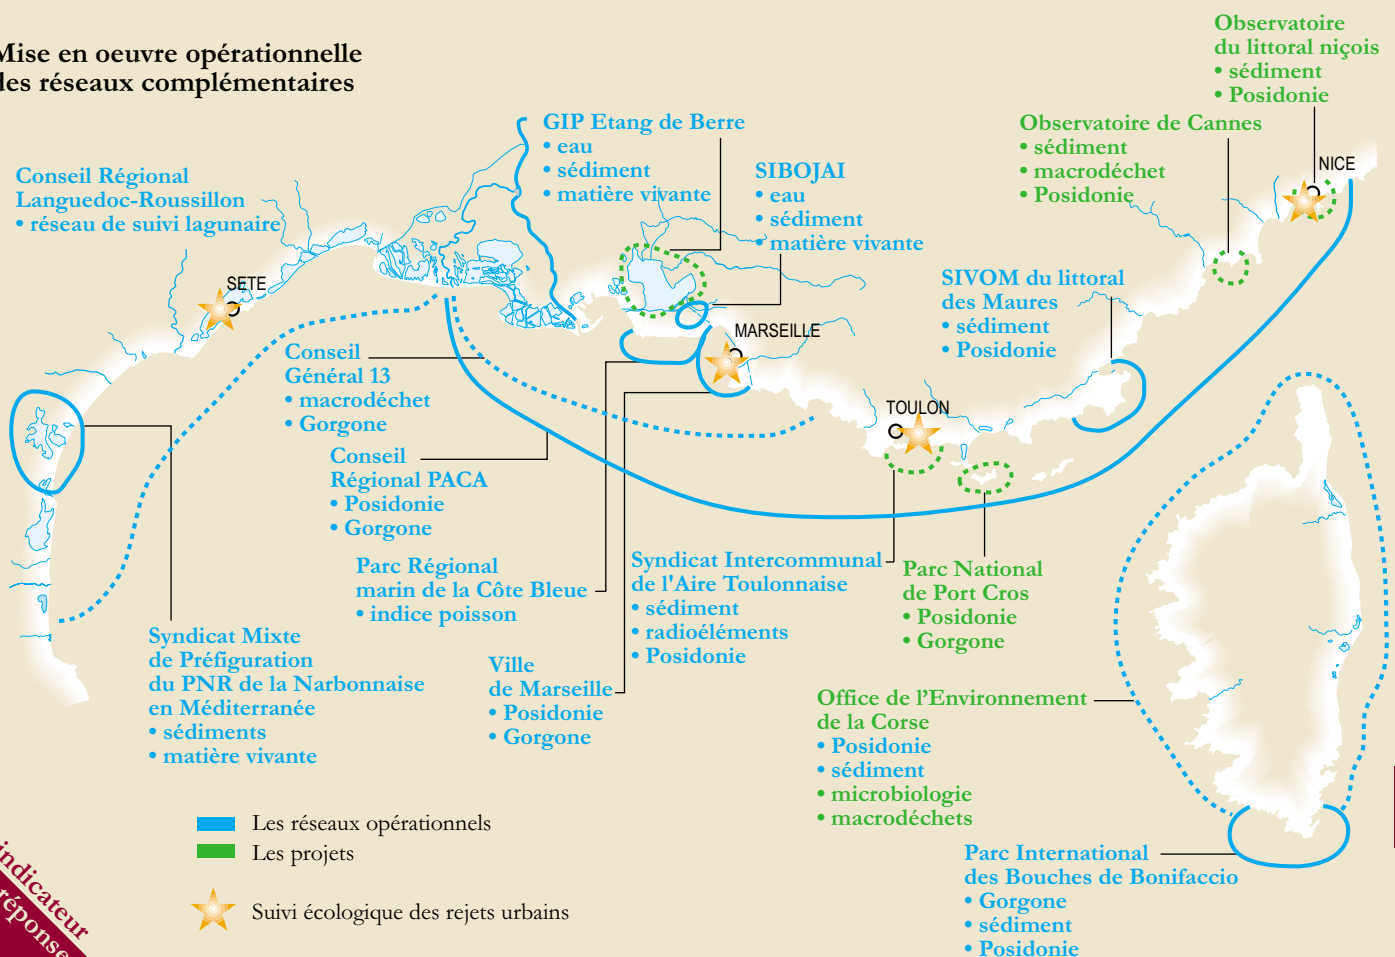 Mise en oeuvre opérationnelle
des réseaux complémentaires
Observatoire
du littoral niçois
• sédiment
• Posidonie
Observatoire de Cannes
• sédiment
• macrodéchet
• Posidonie
NICE
GIP Etang de Berre
• eau
• sédiment
• matière vivante
SIBOJAI
• eau
• sédiment
• matière vivante
Conseil Régional
Languedoc-Roussillon
• réseau de suivi lagunaire
SETE
MARSEILLE
SIVOM du littoral
des Maures
• sédiment
• Posidonie
TOULON
Conseil
Général 13
• macrodéchet
• Gorgone
Conseil
Régional PACA
• Posidonie
• Gorgone
Parc Régional
marin de la Côte Bleue
• indice poisson
Syndicat Intercommunal
de l'Aire Toulonnaise
• sédiment
• radioéléments
• Posidonie
Parc National
de Port Cros
• Posidonie
• Gorgone
Syndicat Mixte
de Préfiguration
du PNR de la Narbonnaise
en Méditerranée
• sédiments
• matière vivante
Ville
de Marseille
• Posidonie
• Gorgone
Office de l’Environnement
de la Corse
• Posidonie
• sédiment
• microbiologie
• macrodéchets
Parc International
des Bouches de Bonifaccio
• Gorgone
• sédiment
• Posidonie
Les réseaux opérationnels
Les projets
Suivi écologique des rejets urbains
indicateur
réponse